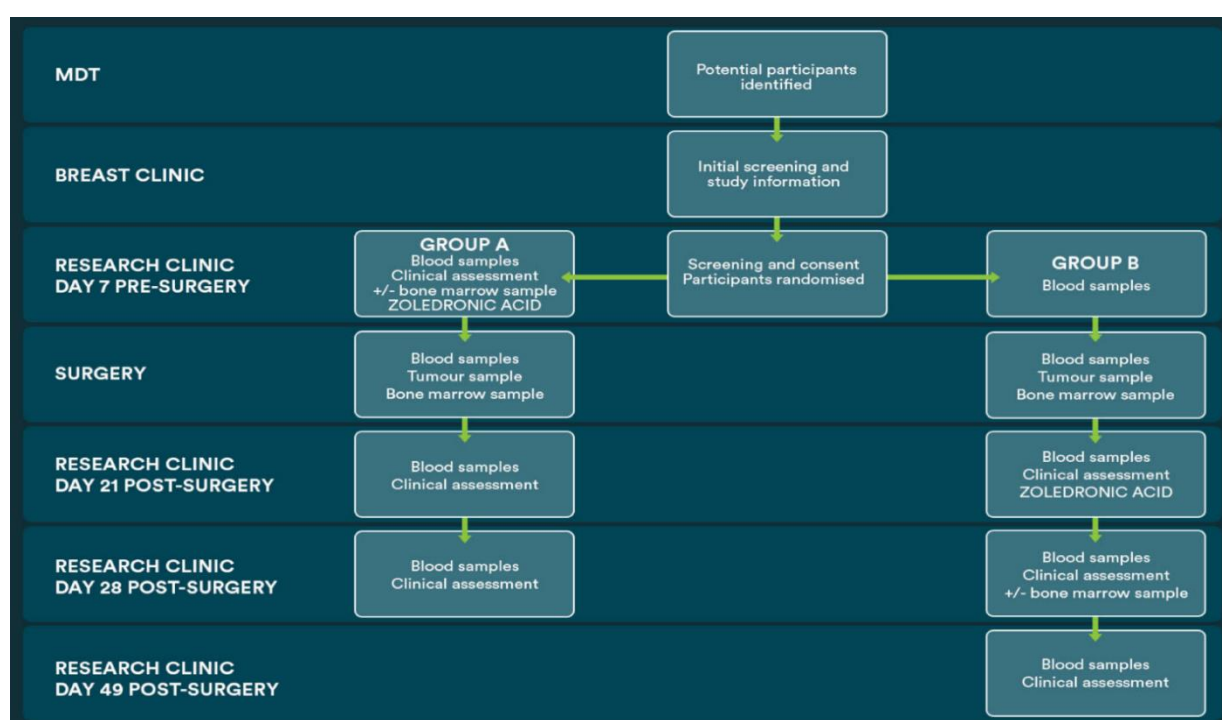 MDT
Potential participants
identified
BREAST CLINIC
Initial screening and
study information
RESEARCH CLINIC
DAY 7 PRE-SURGERY
GROUP A
Blood samples
Clinical assessment
+/- bone marrow sample
ZOLEDRONIC ACID
Screening and consent
Participants randomised
GROUP B
Blood samples
SURGERY
Blood samples
Tumour sample
Bone marrow sample
Blood samples
Tumour sample
Bone marrow sample
RESEARCH CLINIC
DAY 21 POST-SURGERY
Blood samples
Clinical assessment
Blood samples
Clinical assessment
ZOLEDRONIC ACID
RESEARCH CLINIC
DAY 28 POST-SURGERY
Blood samples
Clinical assessment
Blood samples
Clinical assessment
+/- bone marrow sample
RESEARCH CLINIC
DAY 49 POST-SURGERY
Blood samples
Clinical assessment